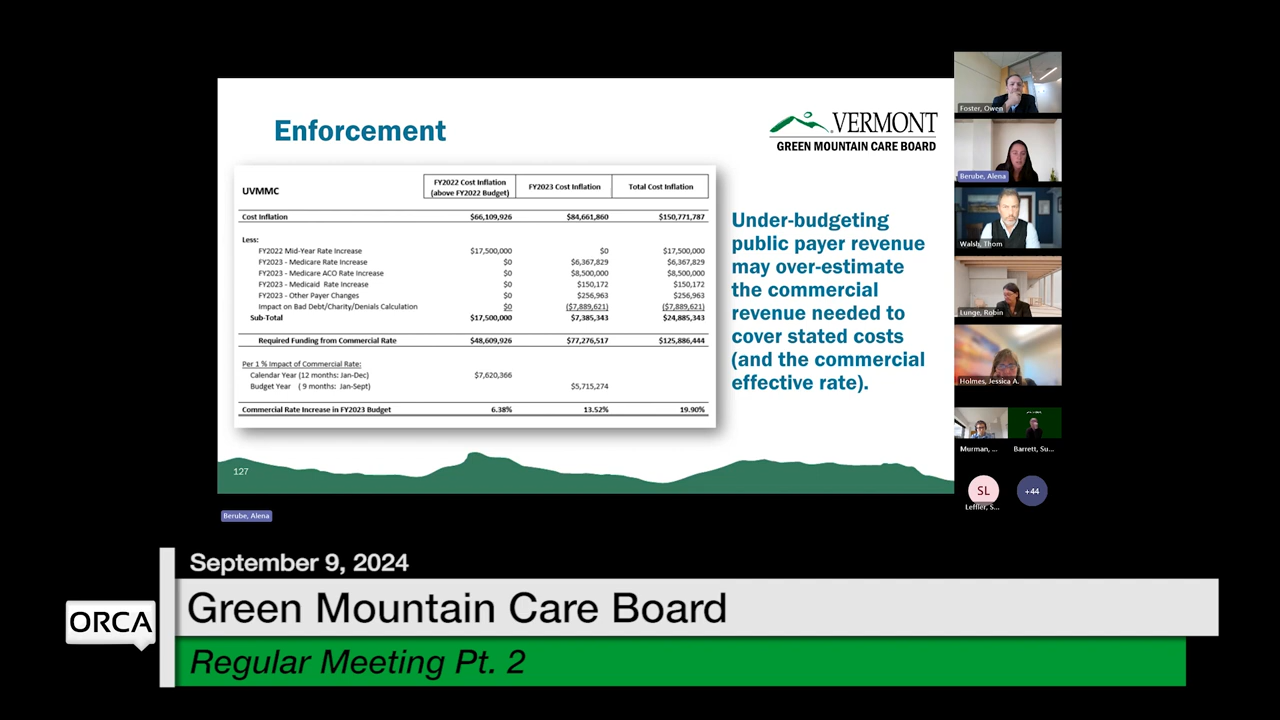 Enforcement
VERMONT
GREEN MOUNTAIN CARE BOARD
UVMMC
FY2022 Cost Inflation (above FY2022 Budget) FY2023 Cost Inflation Total Cost Inflation
Cost Inflation $66,109,926 $84,661,860 $150,771,787
Less:
FY2022 Mid-Year Rate Increase $17,500,000 $0 $17,500,000
FY2023 - Medicare Rate Increase $0 $6,367,829 $6,367,829
FY2023 - Medicare ACO Rate Increase $0 $8,500,000 $8,500,000
FY2023 - Medicaid Rate Increase $0 $150,172 $150,172
FY2023 - Other Payer Changes $0 $256,963 $256,963
Impact on Bad Debt/Charity/Denials Calculation $0 ($7,889,621) ($7,889,621)
Sub-Total $17,500,000 $7,385,343 $24,885,343
Required Funding from Commercial Rate $48,609,926 $77,276,517 $125,886,444
Per 1 % Impact of Commercial Rate:
Calendar Year (12 months: Jan-Dec) $7,620,366
Budget Year ( 9 months: Jan-Sept) $5,715,274
Commercial Rate Increase in FY2023 Budget 6.38% 13.52% 19.90%
Under-budgeting
public payer revenue
may over-estimate
the commercial
revenue needed to
cover stated costs
(and the commercial
effective rate).
127
Foster, Owen
Berube, Alena
Walsh, Thom
Lunge, Robin
Holmes, Jessica A.
Murman, ...
Barrett, Su...
SL
+44
Leffler, S...
Berube, Alena
September 9, 2024
ORCA
Green Mountain Care Board
Regular Meeting Pt. 2